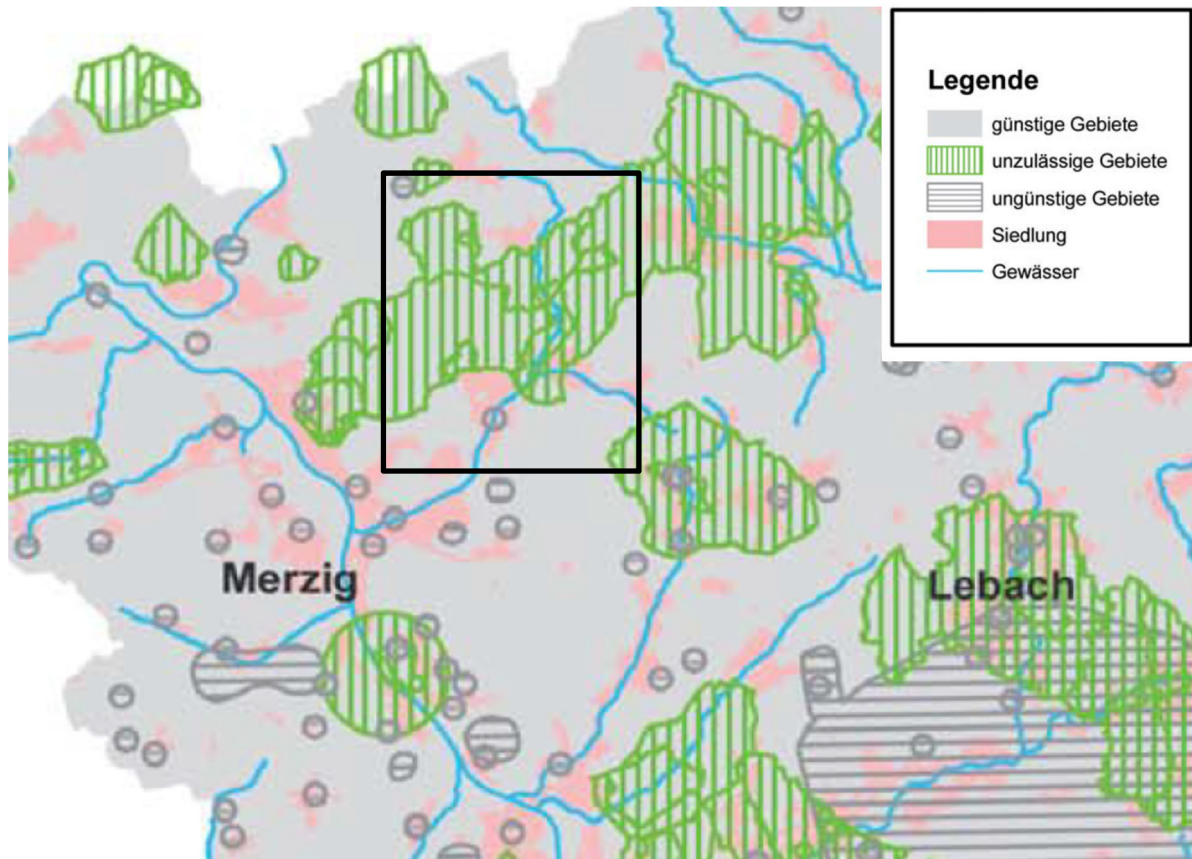 Legende
günstige Gebiete
unzulässige Gebiete
ungünstige Gebiete
Siedlung
Gewässer
Merzig
Lebach